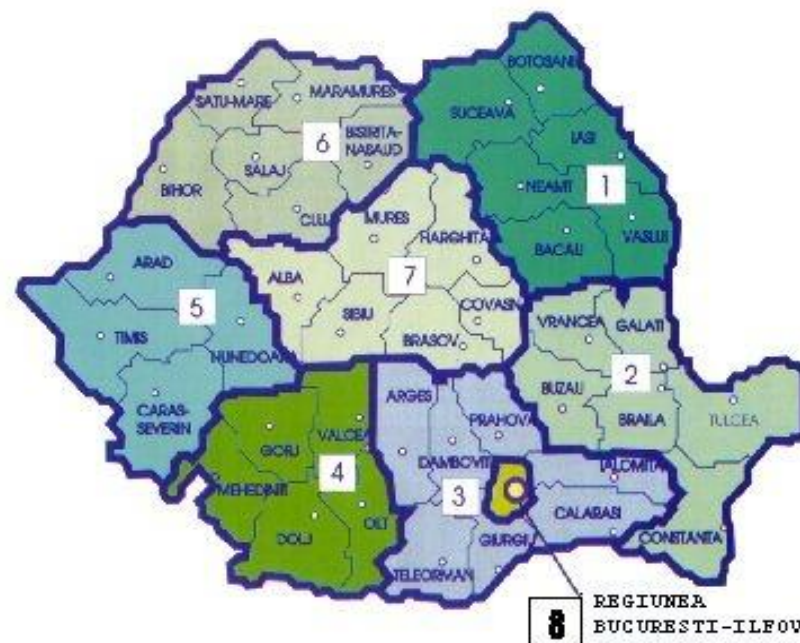 BOTOSANI
SATU-MARE
MARAMURES
SUCEAVA
IASI
BISTRITA-
NASAUD
6
SALAJ
BIHOR
NEAMT
1
CLUJ
MURES
VASLUI
HARGHITA
BACAU
ARAD
ALBA
7
5
COVASN
SIBIU
VRANCEA
GALATI
TIMIS
BRASOV
HUNEDOARA
2
BUZAU
ARGES
CARAS-
SEVERIN
PRAHOVA
BRAILA
TULCEA
VALCEA
GORJ
DAMBOVIT
IALOMITA
4
MEHEDINTI
3
OLT
CALARASI
DOLJ
GIURGIU
CONSTANTA
TELEORMAN
8
REGIUNEA
BUCURESTI-ILFOV